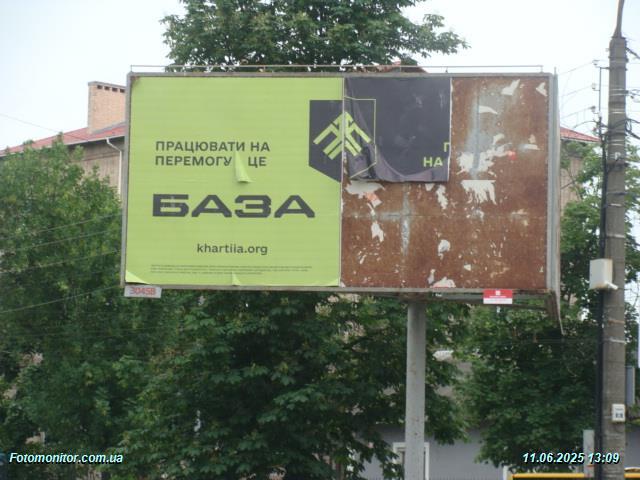 ПРАЦЮВАТИ НА
ПЕРЕМОГУ ЦЕ
БАЗА
khartiia.org
НА
3045В
Fotomonitor.com.ua
11.06.2025 13:09